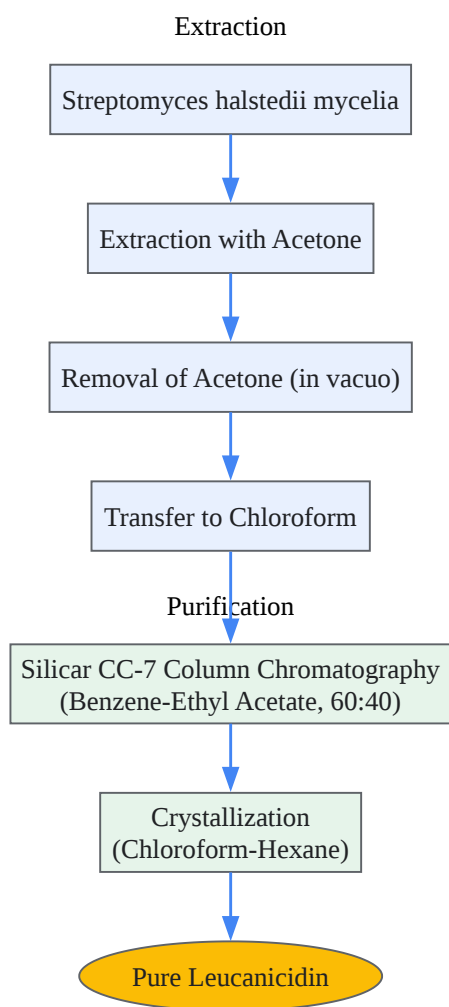 Extraction
Streptomyces halstedii mycelia
Extraction with Acetone
Removal of Acetone (in vacuo)
Transfer to Chloroform
Purification
Silicar CC-7 Column Chromatography
(Benzene-Ethyl Acetate, 60:40)
Crystallization
(Chloroform-Hexane)
Pure Leucanicidin